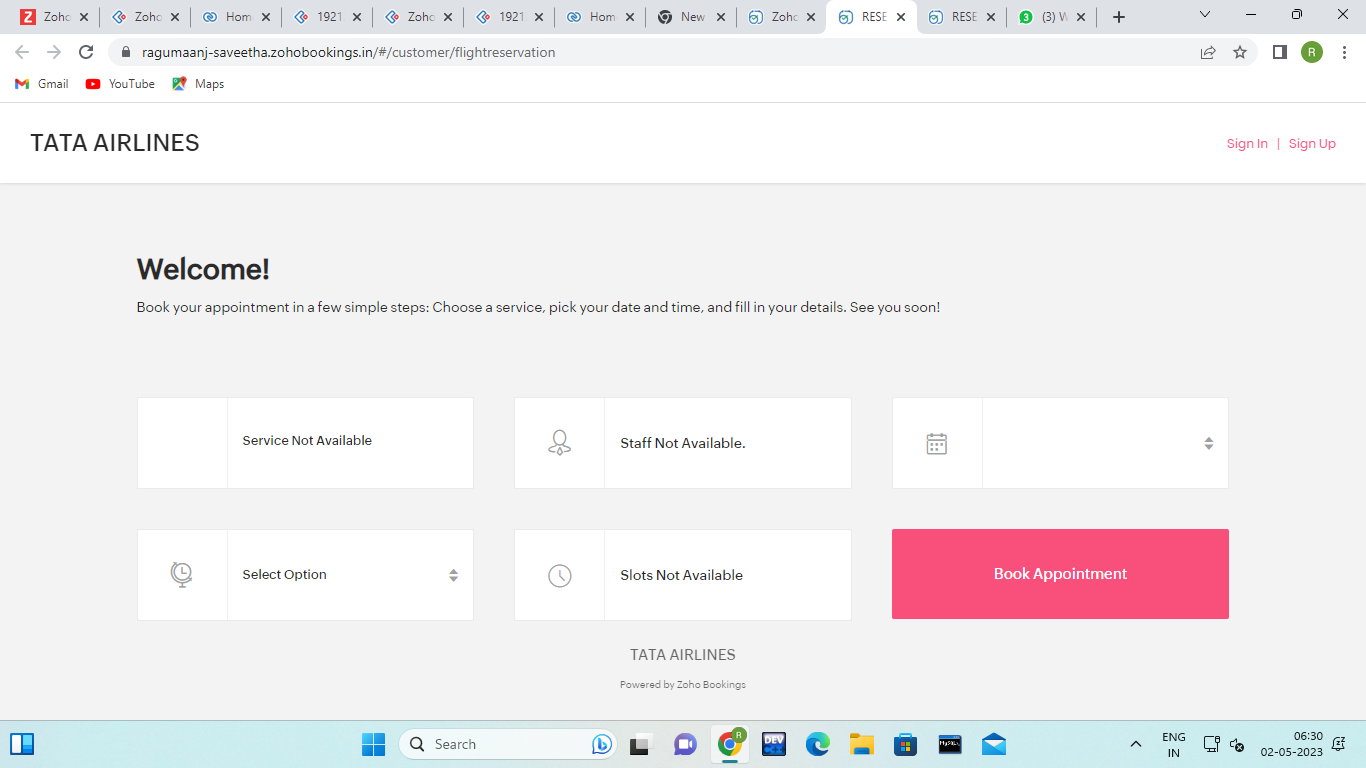 Zoho
Zoho
Hom
1921
Zoho
1921
Hom
New
Zoho
RESE
RESE
(3) W
ragumaanj-saveetha.zohobookings.in/#/customer/flightreservation
R
Gmail
YouTube
Maps
TATA AIRLINES
Sign In | Sign Up
Welcome!
Book your appointment in a few simple steps: Choose a service, pick your date and time, and fill in your details. See you soon!
Service Not Available
Staff Not Available.
Select Option
Slots Not Available
Book Appointment
TATA AIRLINES
Powered by Zoho Bookings
Search
R
DEV
MySQL
ENG
IN
06:30
02-05-2023